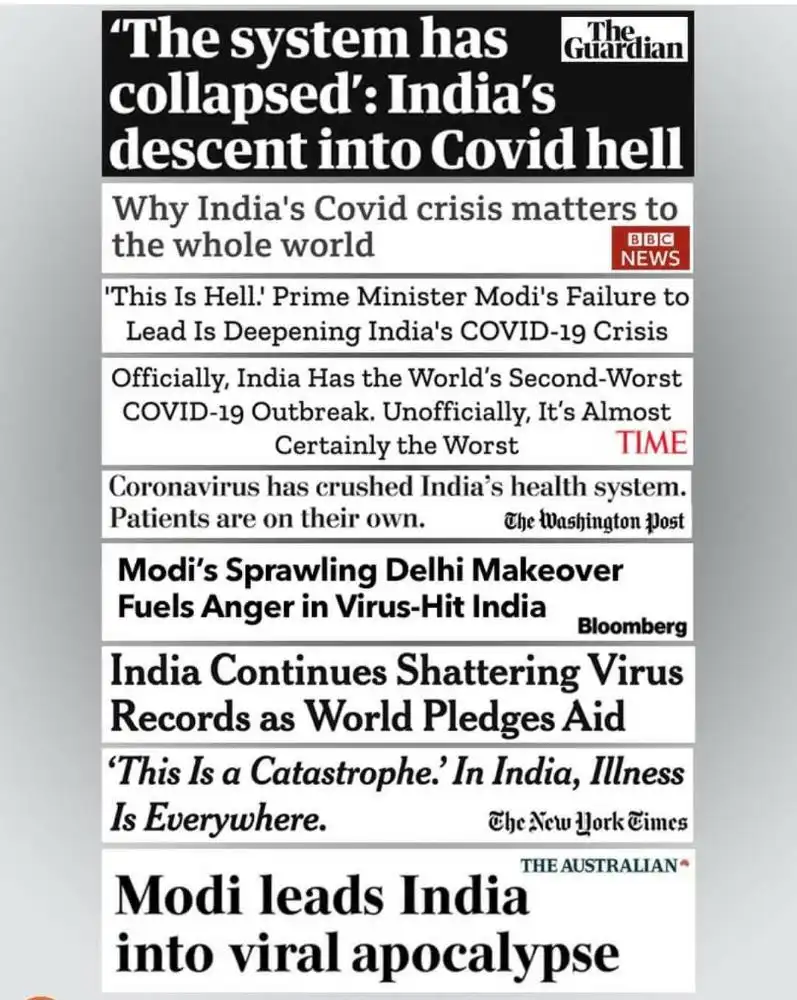 ‘The system has
The
Guardian
collapsed’: India’s
descent into Covid hell
Why India's Covid crisis matters to
the whole world
BBC
NEWS
'This Is Hell.' Prime Minister Modi's Failure to
Lead Is Deepening India's COVID-19 Crisis
Officially, India Has the World’s Second-Worst
COVID-19 Outbreak. Unofficially, It’s Almost
Certainly the Worst
TIME
Coronavirus has crushed India’s health system.
Patients are on their own.
The Washington Post
Modi’s Sprawling Delhi Makeover
Fuels Anger in Virus-Hit India
Bloomberg
India Continues Shattering Virus
Records as World Pledges Aid
‘This Is a Catastrophe.’ In India, Illness
Is Everywhere.
The New York Times
THE AUSTRALIAN
Modi leads India
into viral apocalypse